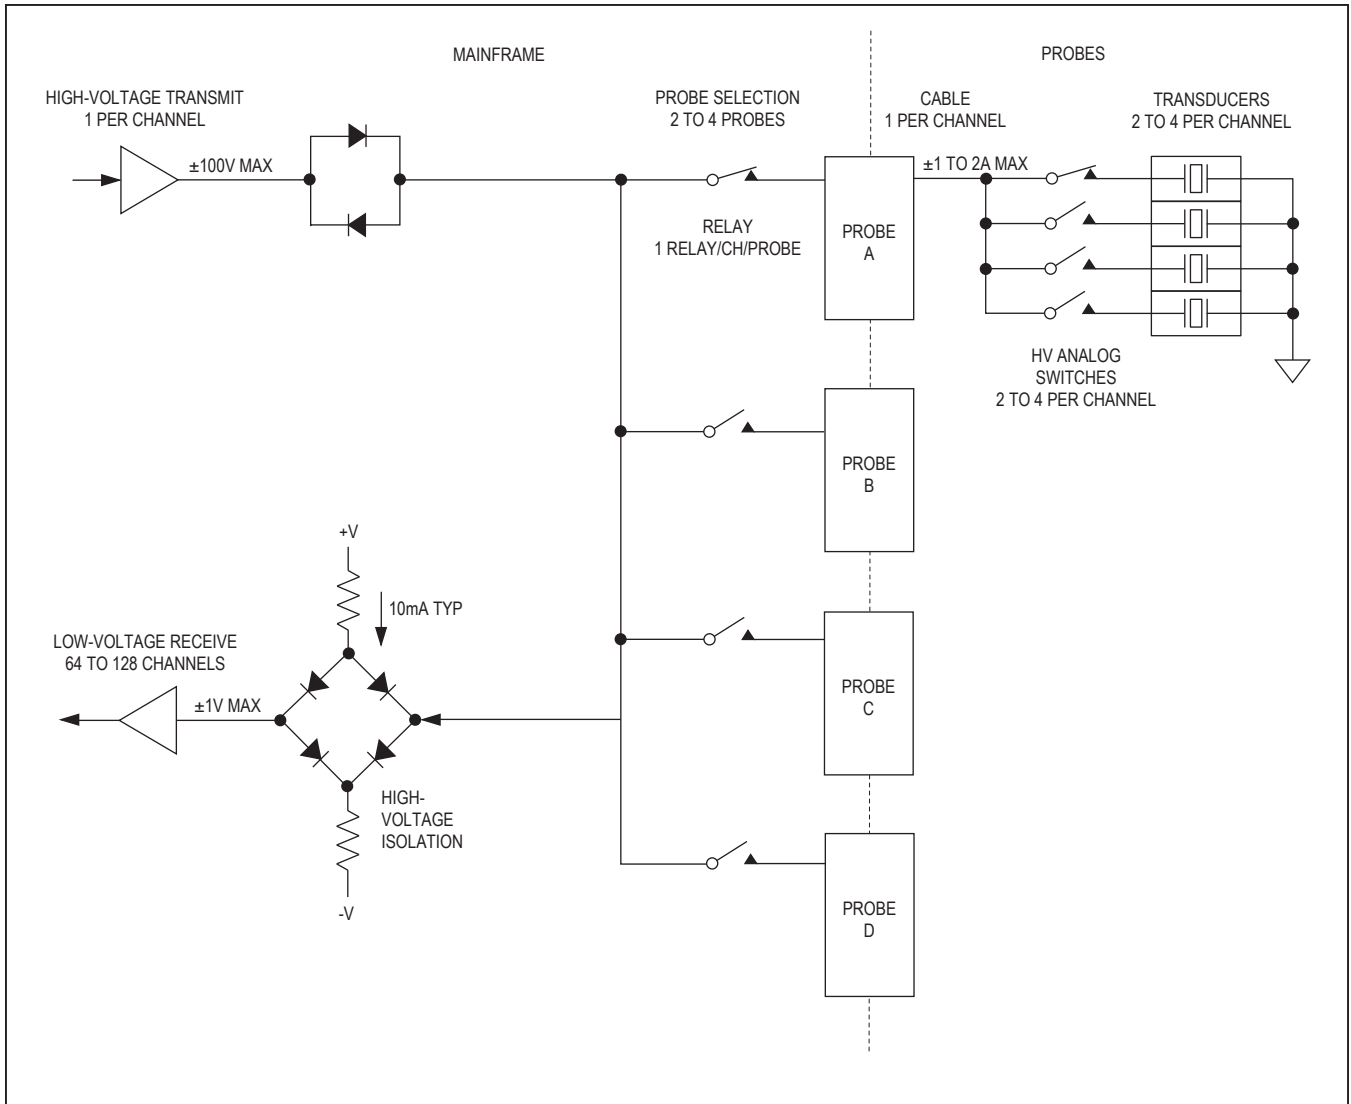 MAINFRAME
PROBES
HIGH-VOLTAGE TRANSMIT
1 PER CHANNEL
±100V MAX
PROBE SELECTION
2 TO 4 PROBES
RELAY
1 RELAY/CH/PROBE
CABLE
1 PER CHANNEL
±1 TO 2A MAX
TRANSDUCERS
2 TO 4 PER CHANNEL
PROBE
A
HV ANALOG
SWITCHES
2 TO 4 PER CHANNEL
PROBE
B
+V
10mA TYP
LOW-VOLTAGE RECEIVE
64 TO 128 CHANNELS
±1V MAX
HIGH-
VOLTAGE
ISOLATION
-V
PROBE
C
PROBE
D